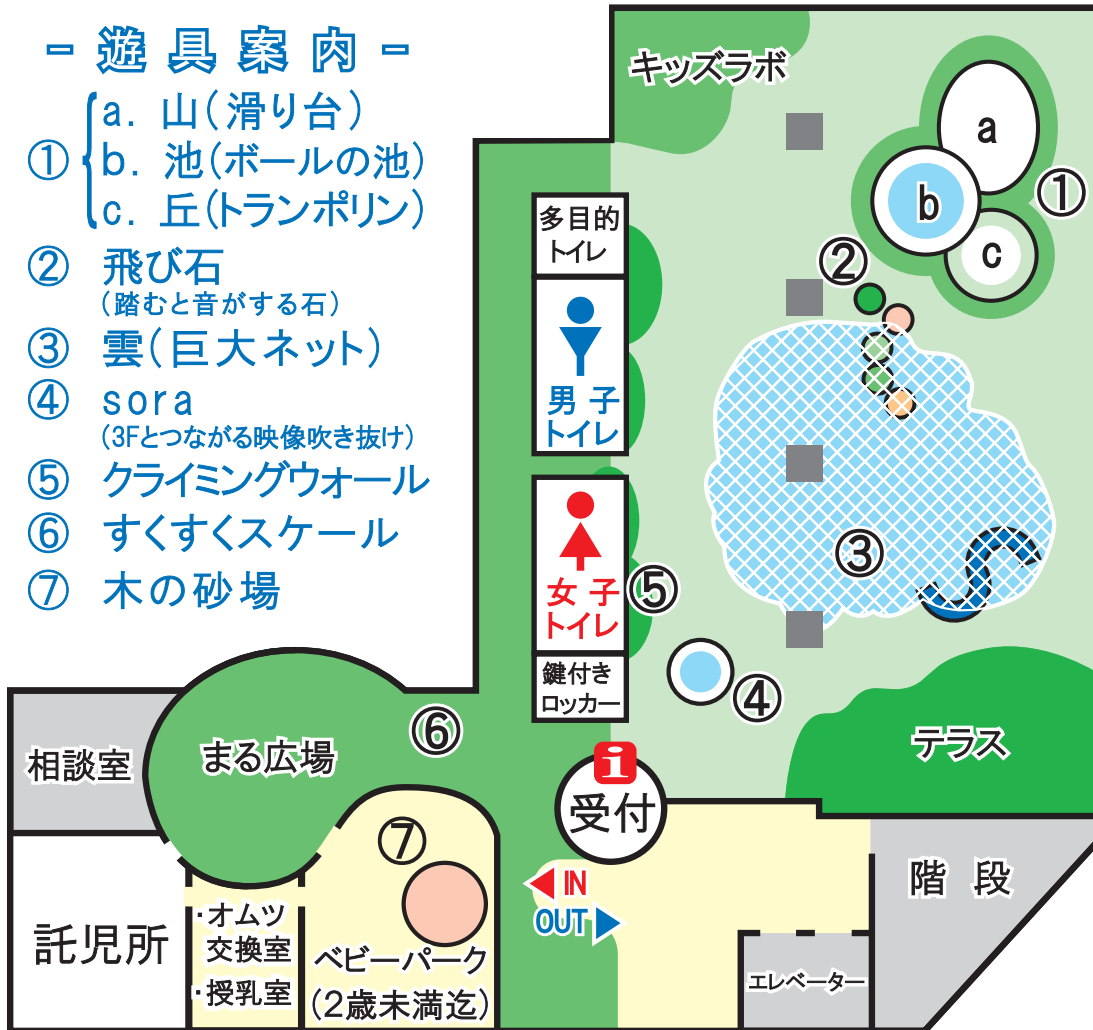 - 遊具案内 -
①
a. 山(滑り台)
b. 池(ボールの池)
c. 丘(トランポリン)
② 飛び石
(踏むと音がする石)
③ 雲(巨大ネット)
④ sora
(3Fとつながる映像吹き抜け)
⑤ クライミングウォール
⑥ すくすくスケール
⑦ 木の砂場
キッズラボ
a
①
b
c
②
多目的
トイレ
男子
トイレ
③
女子
トイレ
⑤
鍵付き
ロッカー
④
⑥
テラス
相談室
まる広場
i
受付
⑦
IN
OUT
階段
託児所
・オムツ
交換室
・授乳室
ベビーパーク
(2歳未満迄)
エレベーター